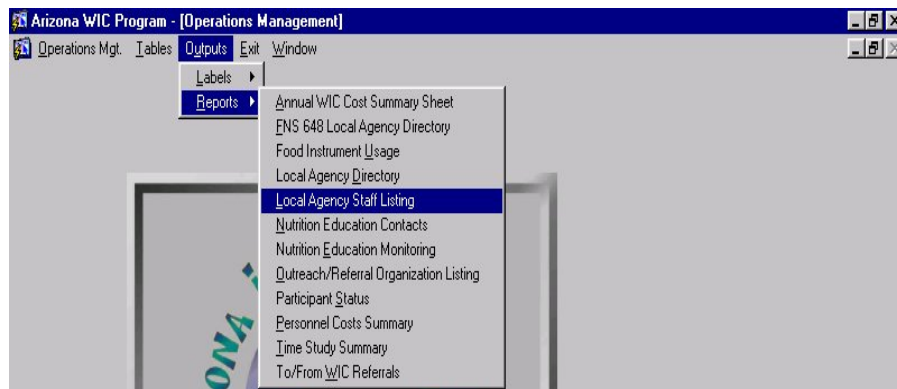 Arizona WIC Program - [Operations Management]
Operations Mgt. Tables Outputs Exit Window
Labels
Reports
Annual WIC Cost Summary Sheet
FNS 648 Local Agency Directory
Food Instrument Usage
Local Agency Directory
Local Agency Staff Listing
Nutrition Education Contacts
Nutrition Education Monitoring
Outreach/Referral Organization Listing
Participant Status
Personnel Costs Summary
Time Study Summary
To/From WIC Referrals
ONA